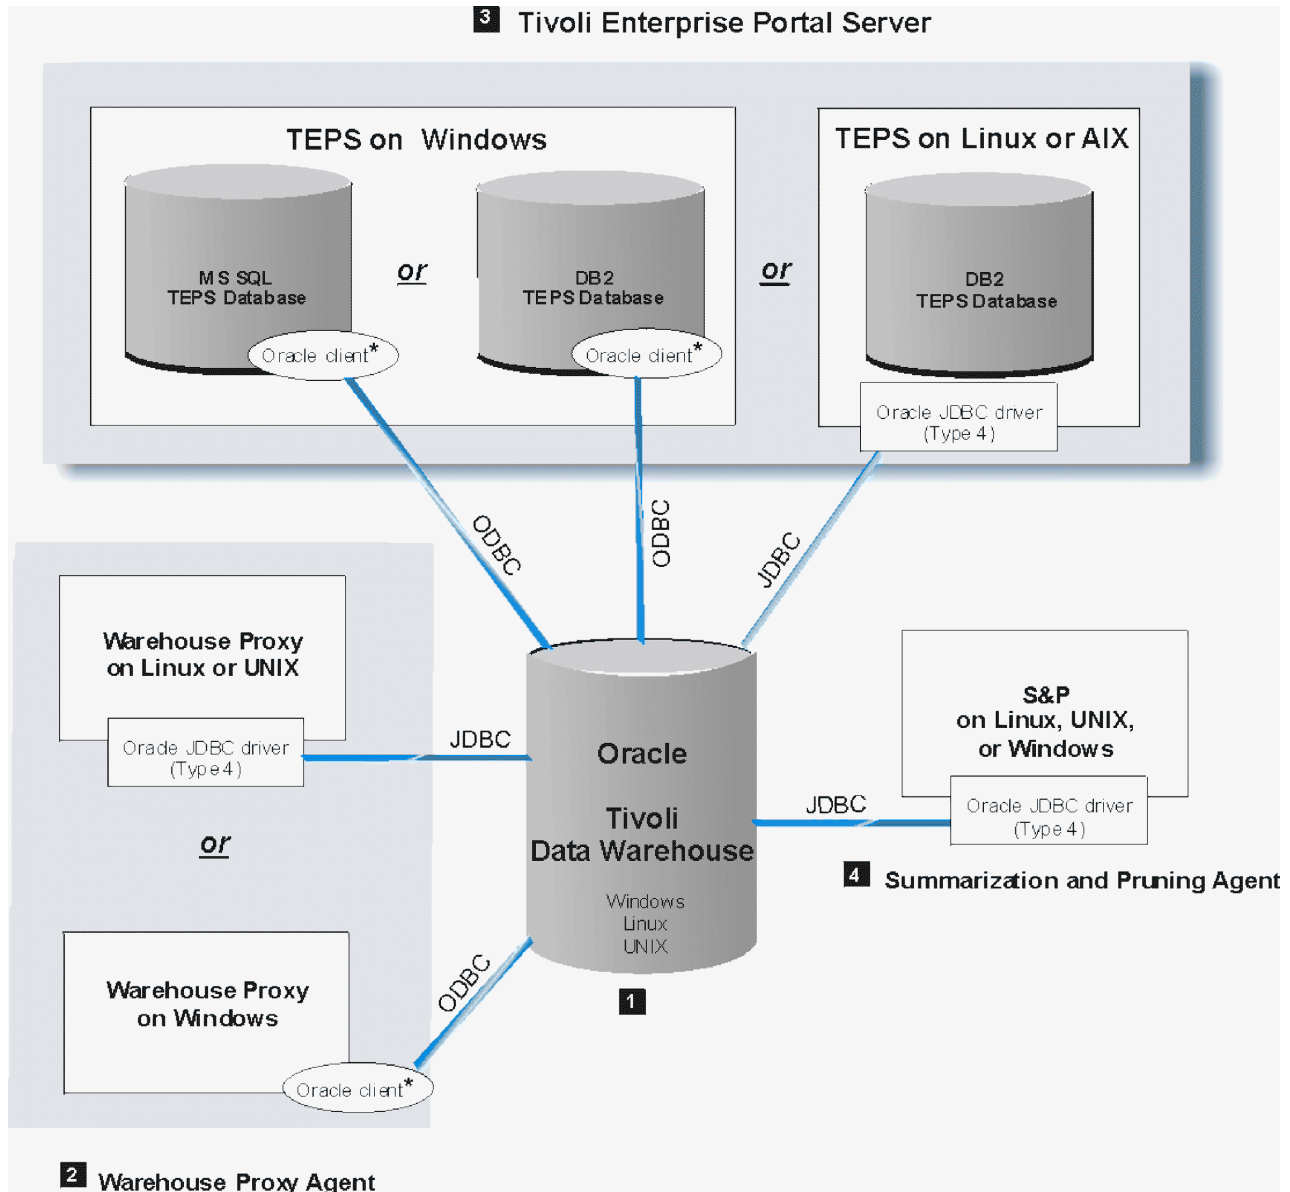 3 Tivoli Enterprise Portal Server
TEPS on Windows
TEPS on Linux or AIX
MS SQL
TEPS Database
or
DB2
TEPS Database
or
DB2
TEPS Database
Oracle client*
Oracle client*
Oracle JDBC driver
(Type 4)
ODBC
ODBC
JDBC
Warehouse Proxy
on Linux or UNIX
Oracle JDBC driver
(Type 4)
JDBC
or
Warehouse Proxy
on Windows
Oracle client*
ODBC
Oracle
Tivoli
Data Warehouse
Windows
Linux
UNIX
1
S&P
on Linux, UNIX,
or Windows
Oracle JDBC driver
(Type 4)
JDBC
4 Summarization and Pruning Agent
2 Warehouse Proxy Agent